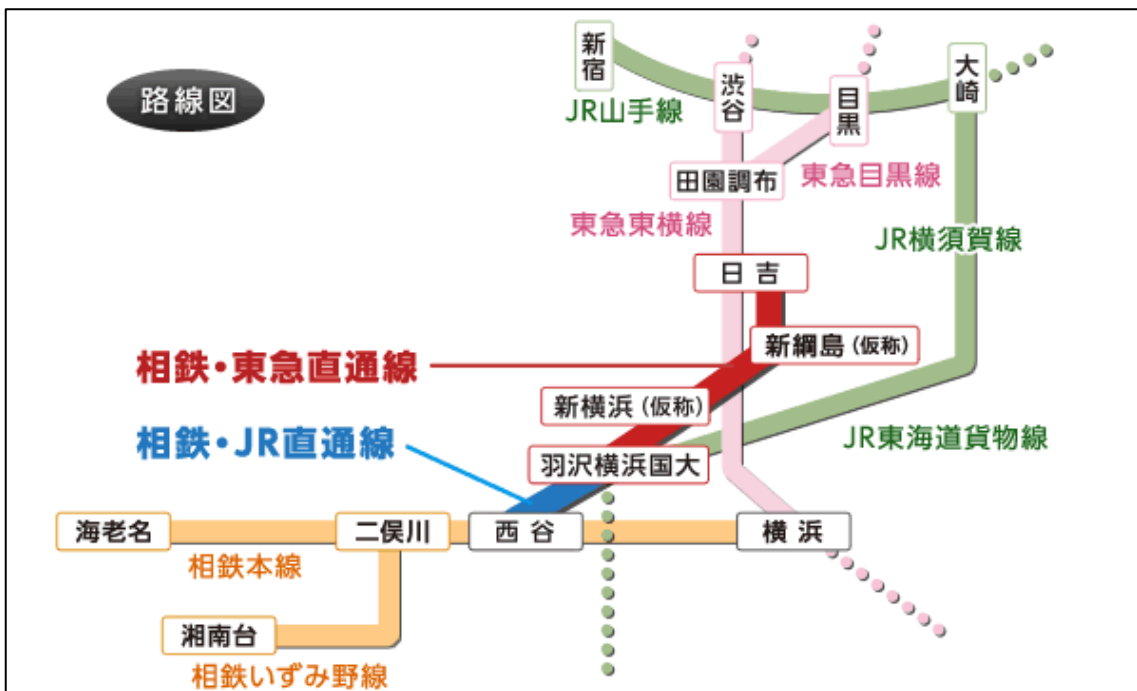 路線図
新宿
渋谷
目黒
大崎
JR山手線
田園調布
東急目黒線
東急東横線
JR横須賀線
日吉
相鉄・東急直通線
新綱島(仮称)
新横浜(仮称)
相鉄・JR直通線
羽沢横浜国大
JR東海道貨物線
海老名
二俣川
西谷
横浜
相鉄本線
湘南台
相鉄いずみ野線